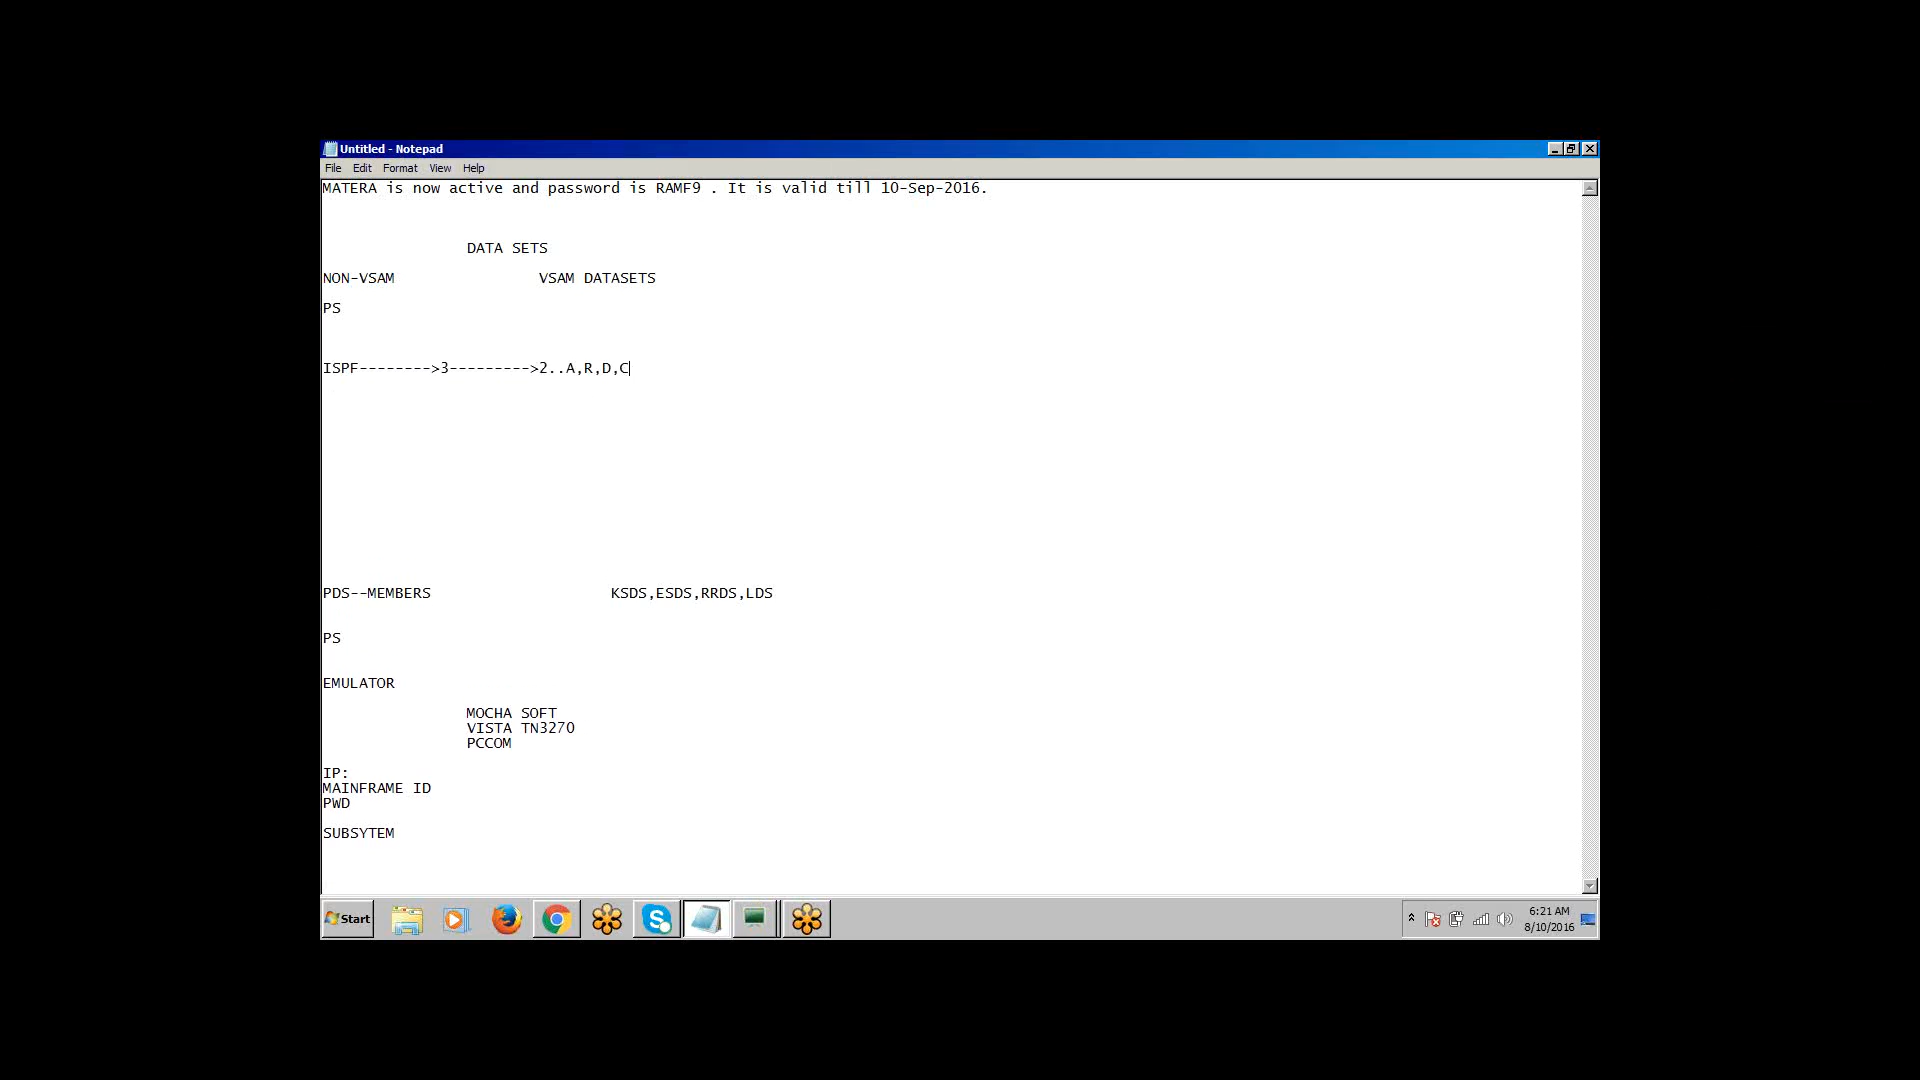 Untitled - Notepad
File Edit Format View Help
MATERA is now active and password is RAMF9 . It is valid till 10-Sep-2016.
DATA SETS
NON-VSAM VSAM DATASETS
PS
ISPF-------->3--------->2..A,R,D,C
PDS--MEMBERS KSDS,ESDS,RRDS,LDS
PS
EMULATOR
MOCHA SOFT
VISTA TN3270
PCCOM
IP:
MAINFRAME ID
PWD
SUBSYTEM
Start
6:21 AM
8/10/2016